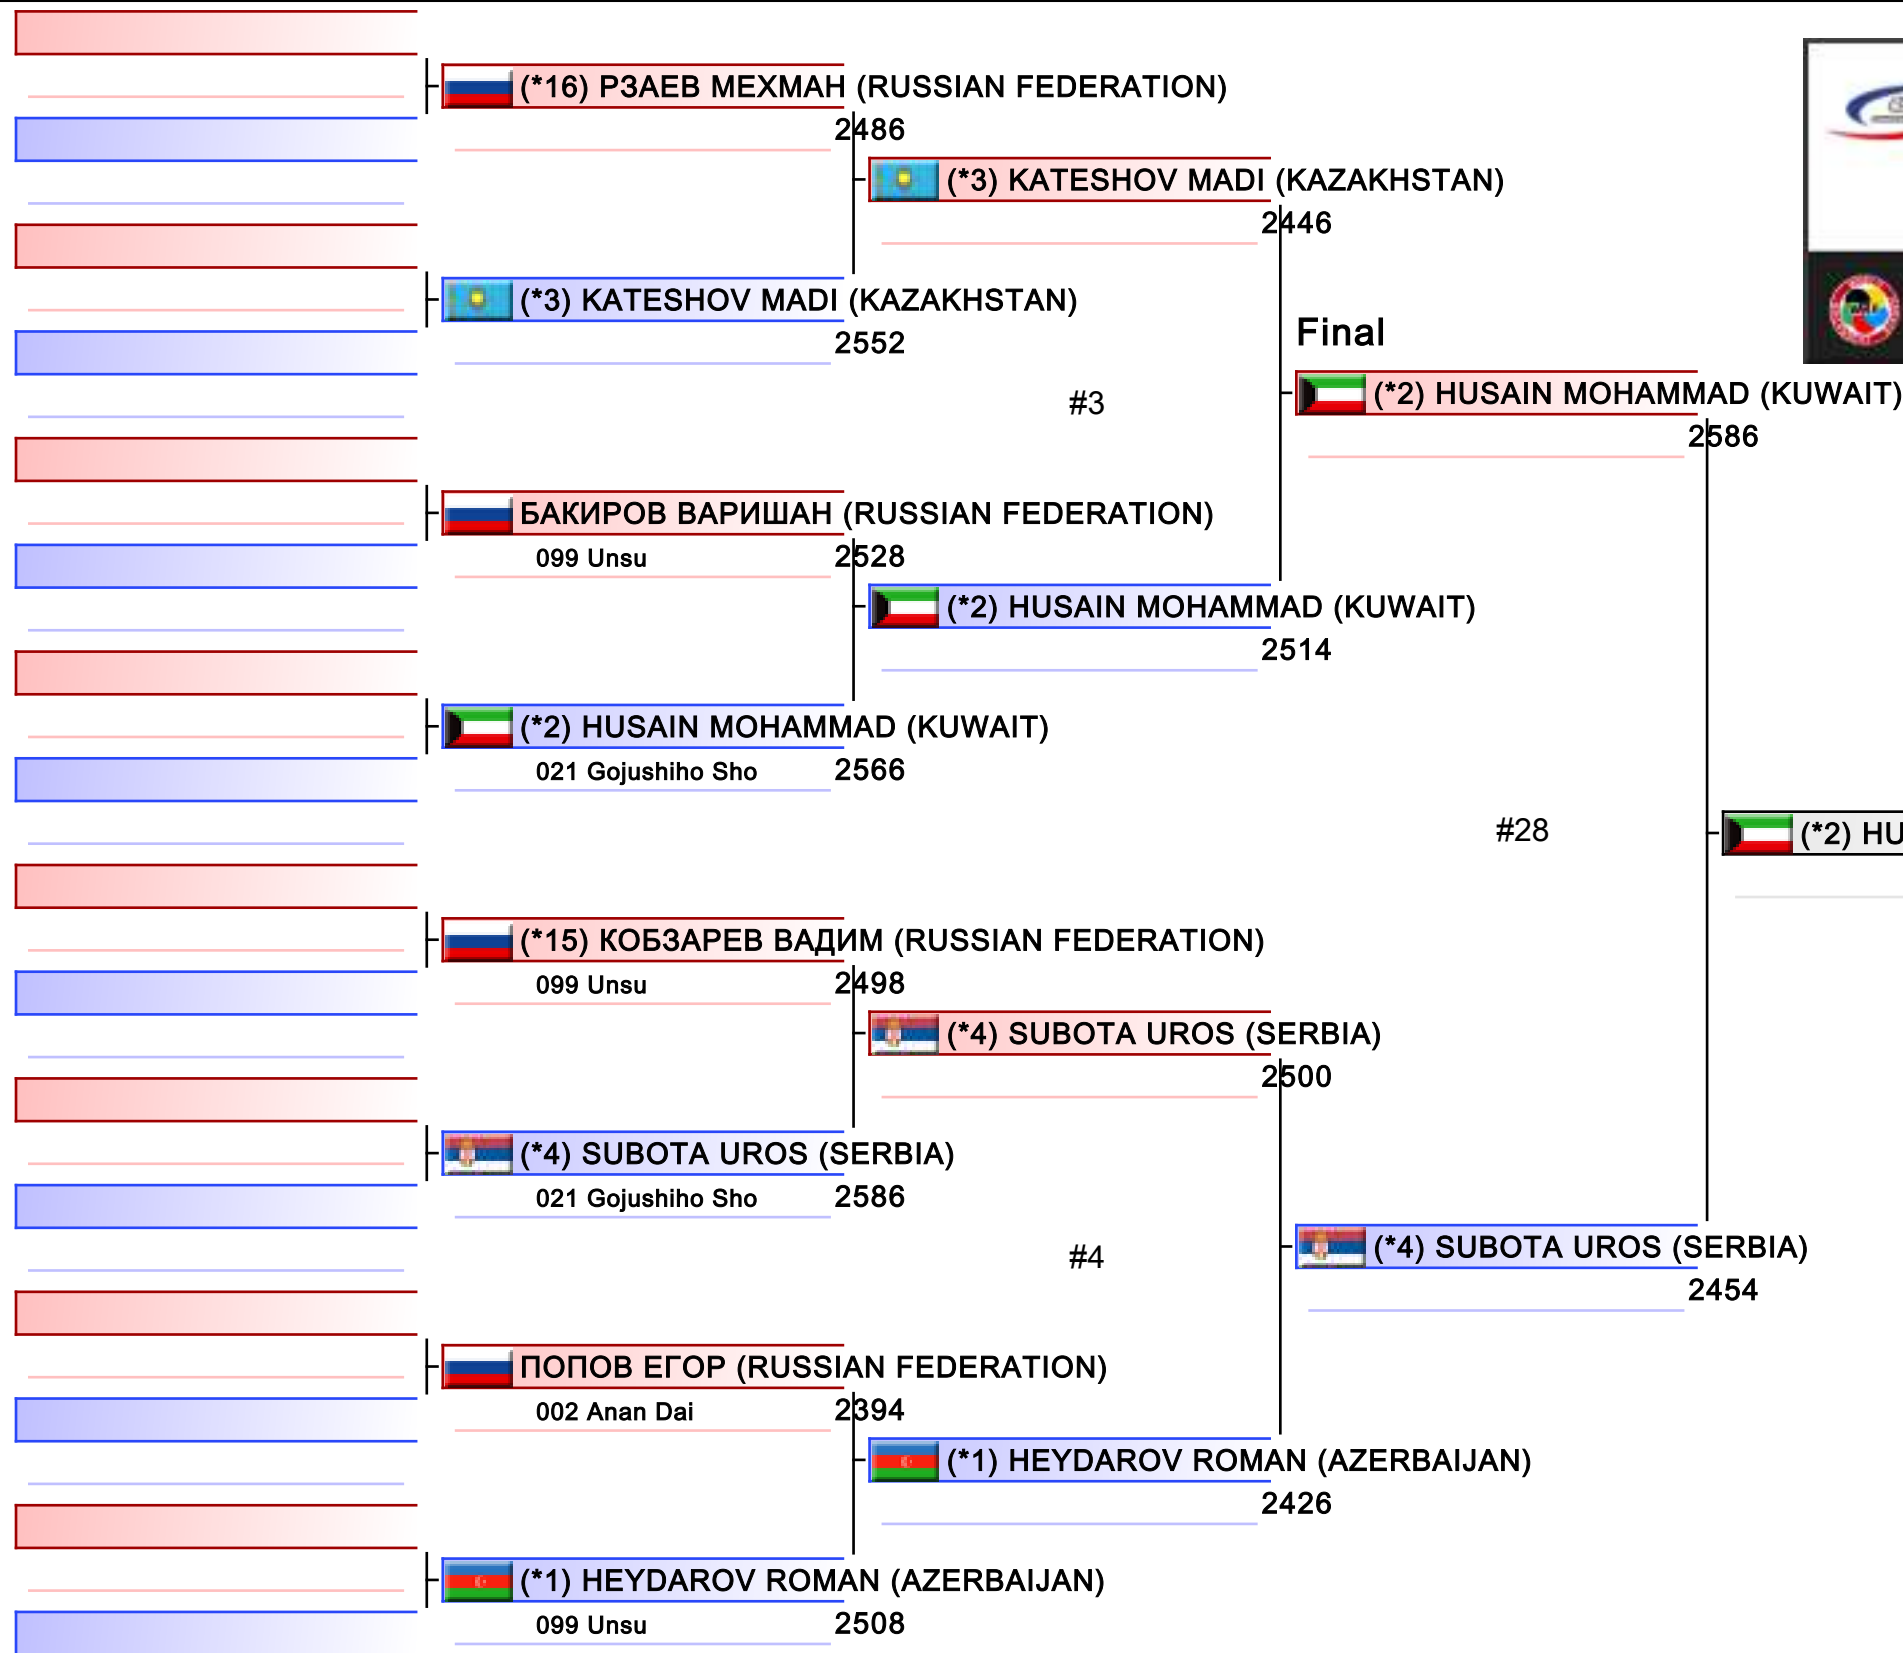 (*16) РЗАЕВ МЕХМАН (RUSSIAN FEDERATION)
2486
(*3) KATESHOV MADI (KAZAKHSTAN)
2446
(*3) KATESHOV MADI (KAZAKHSTAN)
2552
Final
#3
(*2) HUSAIN MOHAMMAD (KUWAIT)
2586
БАКИРОВ ВАРИШАН (RUSSIAN FEDERATION)
099 Unsu 2528
(*2) HUSAIN MOHAMMAD (KUWAIT)
2514
(*2) HUSAIN MOHAMMAD (KUWAIT)
021 Gojushiho Sho 2566
#28
(*2) HU
(*15) КОБЗАРЕВ ВАДИМ (RUSSIAN FEDERATION)
099 Unsu 2498
(*4) SUBOTA UROS (SERBIA)
2500
(*4) SUBOTA UROS (SERBIA)
021 Gojushiho Sho 2586
#4
(*4) SUBOTA UROS (SERBIA)
2454
ПОПОВ ЕГОР (RUSSIAN FEDERATION)
002 Anan Dai 2394
(*1) HEYDAROV ROMAN (AZERBAIJAN)
2426
(*1) HEYDAROV ROMAN (AZERBAIJAN)
099 Unsu 2508